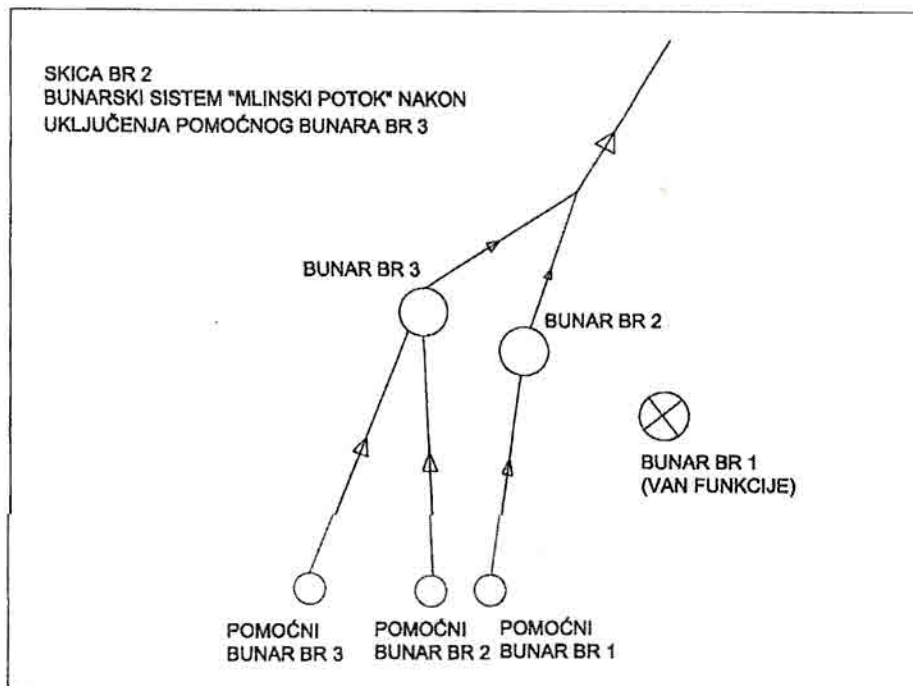 SKICA BR 2
BUNARSKI SISTEM "MLINSKI POTOK" NAKON
UKLJUČENJA POMOĆNOG BUNARA BR 3
BUNAR BR 3
BUNAR BR 2
BUNAR BR 1
(VAN FUNKCIJE)
POMOĆNI
BUNAR BR 3
POMOĆNI
BUNAR BR 2
POMOĆNI
BUNAR BR 1